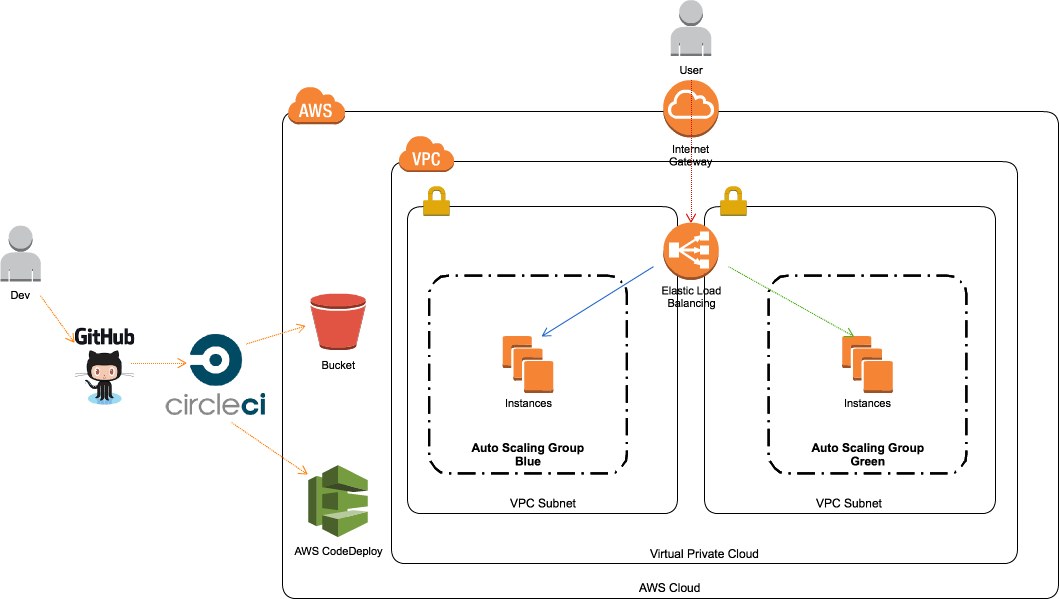 User
AWS
Internet
Gateway
VPC
Dev
Elastic Load
Balancing
GitHub
Bucket
circleci
Instances
Instances
Auto Scaling Group
Blue
Auto Scaling Group
Green
VPC Subnet
VPC Subnet
AWS CodeDeploy
Virtual Private Cloud
AWS Cloud